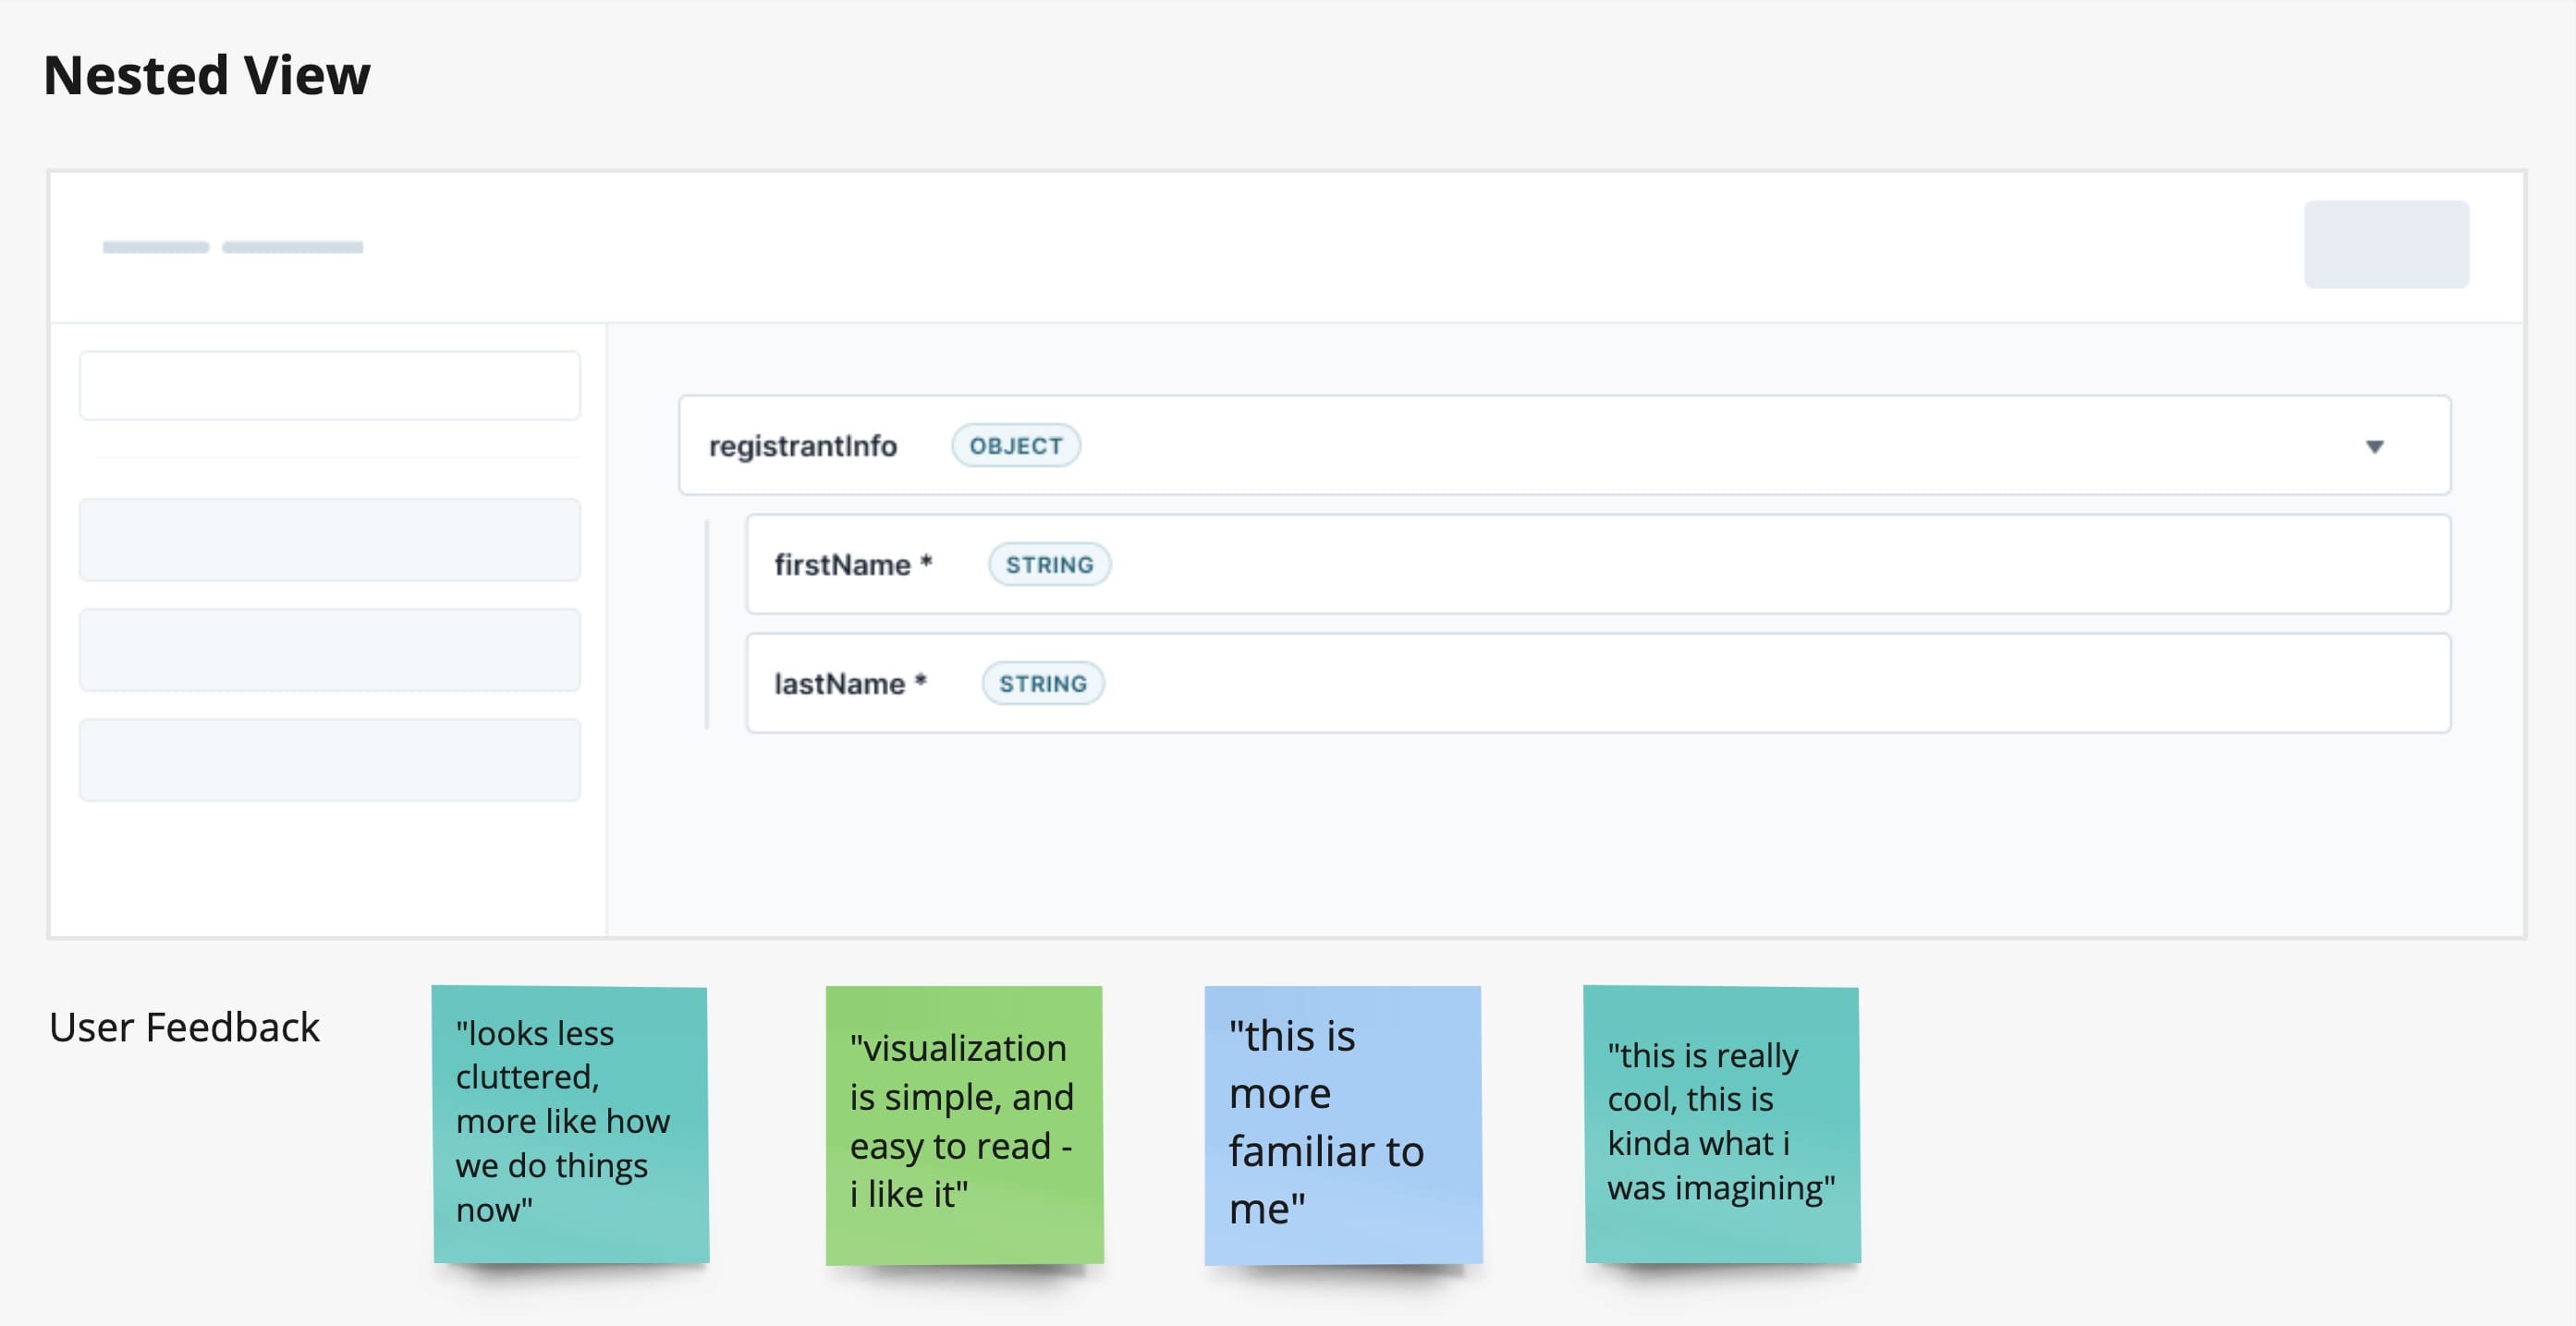 Nested View
registrantInfo OBJECT
firstName * STRING
lastName * STRING
User Feedback
"looks less
cluttered,
more like how
we do things
now"
"visualization
is simple, and
easy to read -
i like it"
"this is
more
familiar to
me"
"this is really
cool, this is
kinda what i
was imagining"